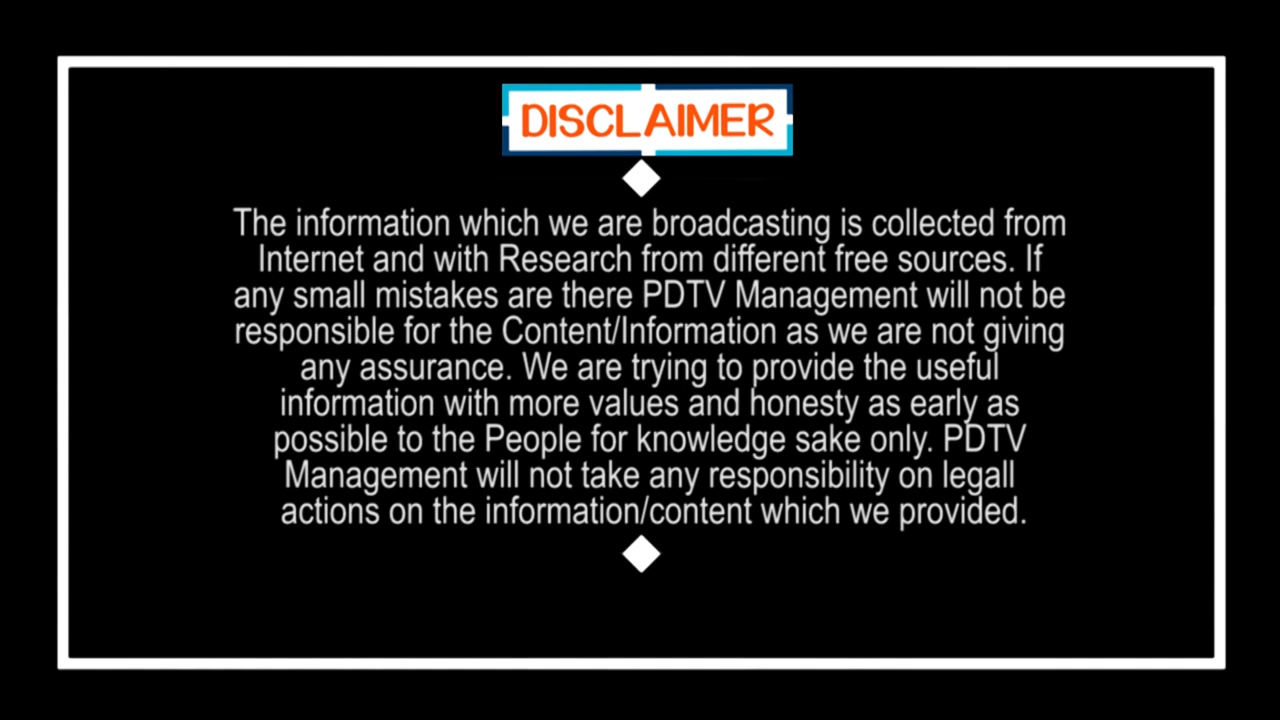 DISCLAIMER
The information which we are broadcasting is collected from
Internet and with Research from different free sources. If
any small mistakes are there PDTV Management will not be
responsible for the Content/Information as we are not giving
any assurance. We are trying to provide the useful
information with more values and honesty as early as
possible to the People for knowledge sake only. PDTV
Management will not take any responsibility on legall
actions on the information/content which we provided.